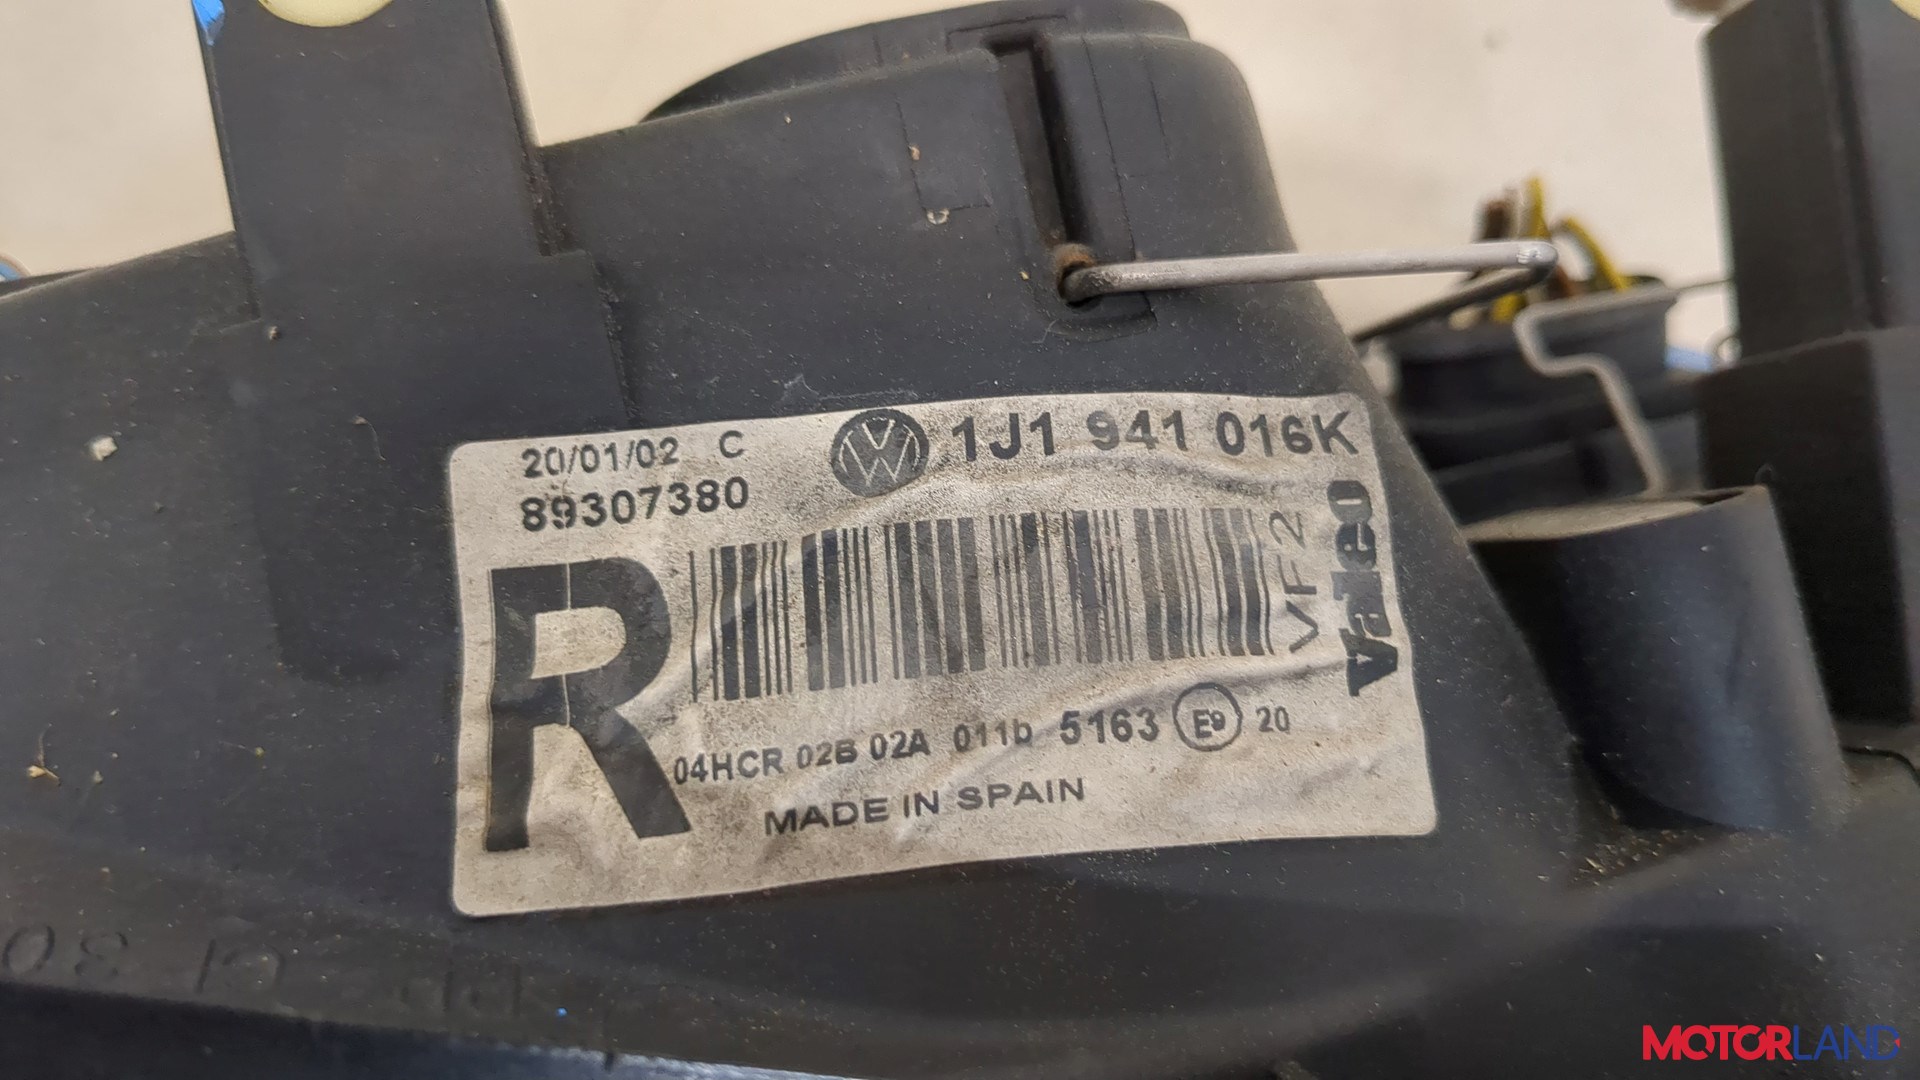 20/01/02 C
1J1 941 016K
89307380
R
VF2
Valeo
04HCR 02B 02A 011b 5163 E9 20
MADE IN SPAIN
MOTORLAND